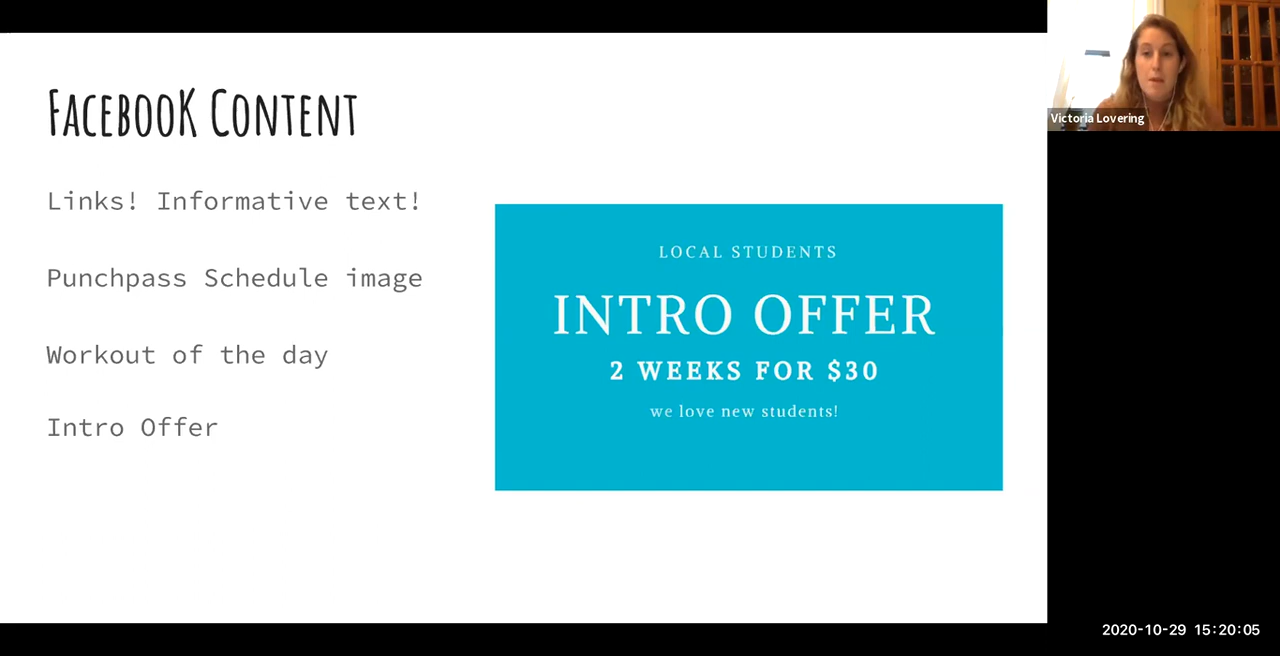 FACEBOOK CONTENT
Links! Informative text!
Punchpass Schedule image
Workout of the day
Intro Offer
LOCAL STUDENTS
INTRO OFFER
2 WEEKS FOR $30
we love new students!
Victoria Lovering
2020-10-29 15:20:05